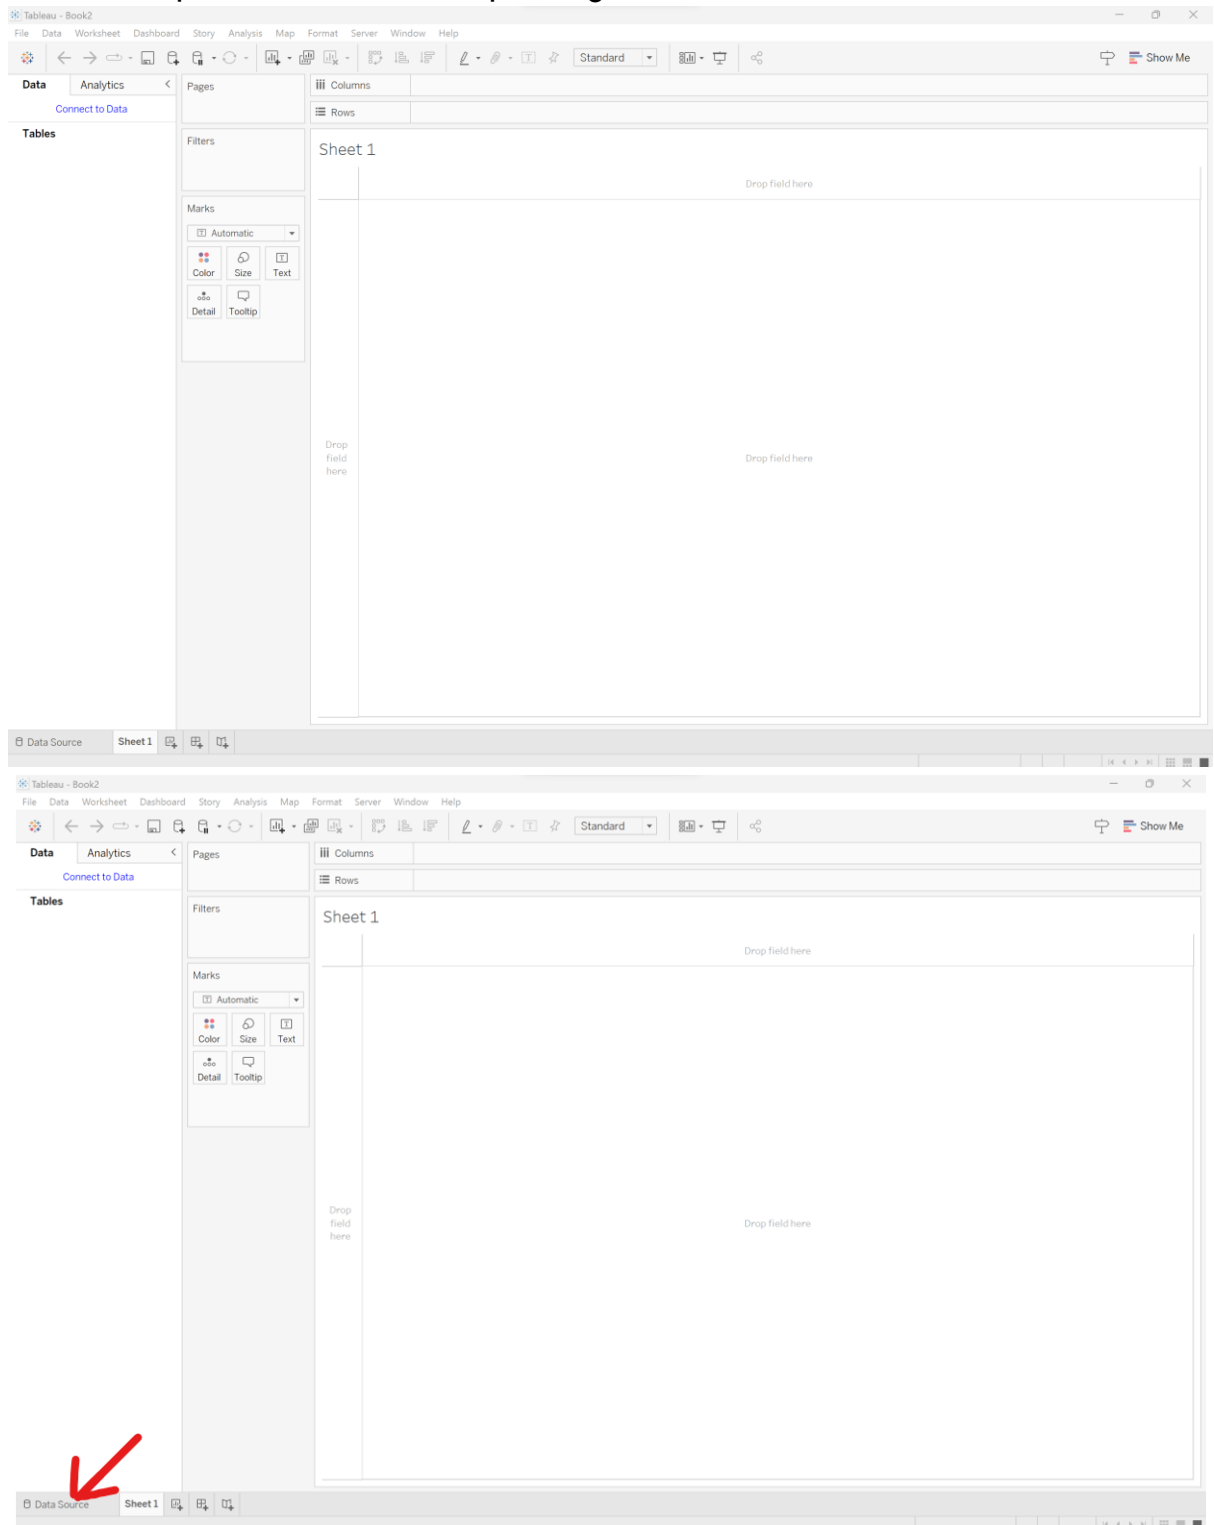 Tableau - Book2
File Data Worksheet Dashboard Story Analysis Map Format Server Window Help
Standard
Show Me
Data Analytics Pages Columns
Connect to Data
Rows
Tables
Filters
Sheet 1
Drop field here
Marks
Automatic
Color Size Text
Detail Tooltip
Drop
field
here
Drop field here
Data Source Sheet 1
Tableau - Book2
File Data Worksheet Dashboard Story Analysis Map Format Server Window Help
Standard
Show Me
Data Analytics Pages Columns
Connect to Data
Rows
Tables
Filters
Sheet 1
Drop field here
Marks
Automatic
Color Size Text
Detail Tooltip
Drop
field
here
Drop field here
Data Source Sheet 1